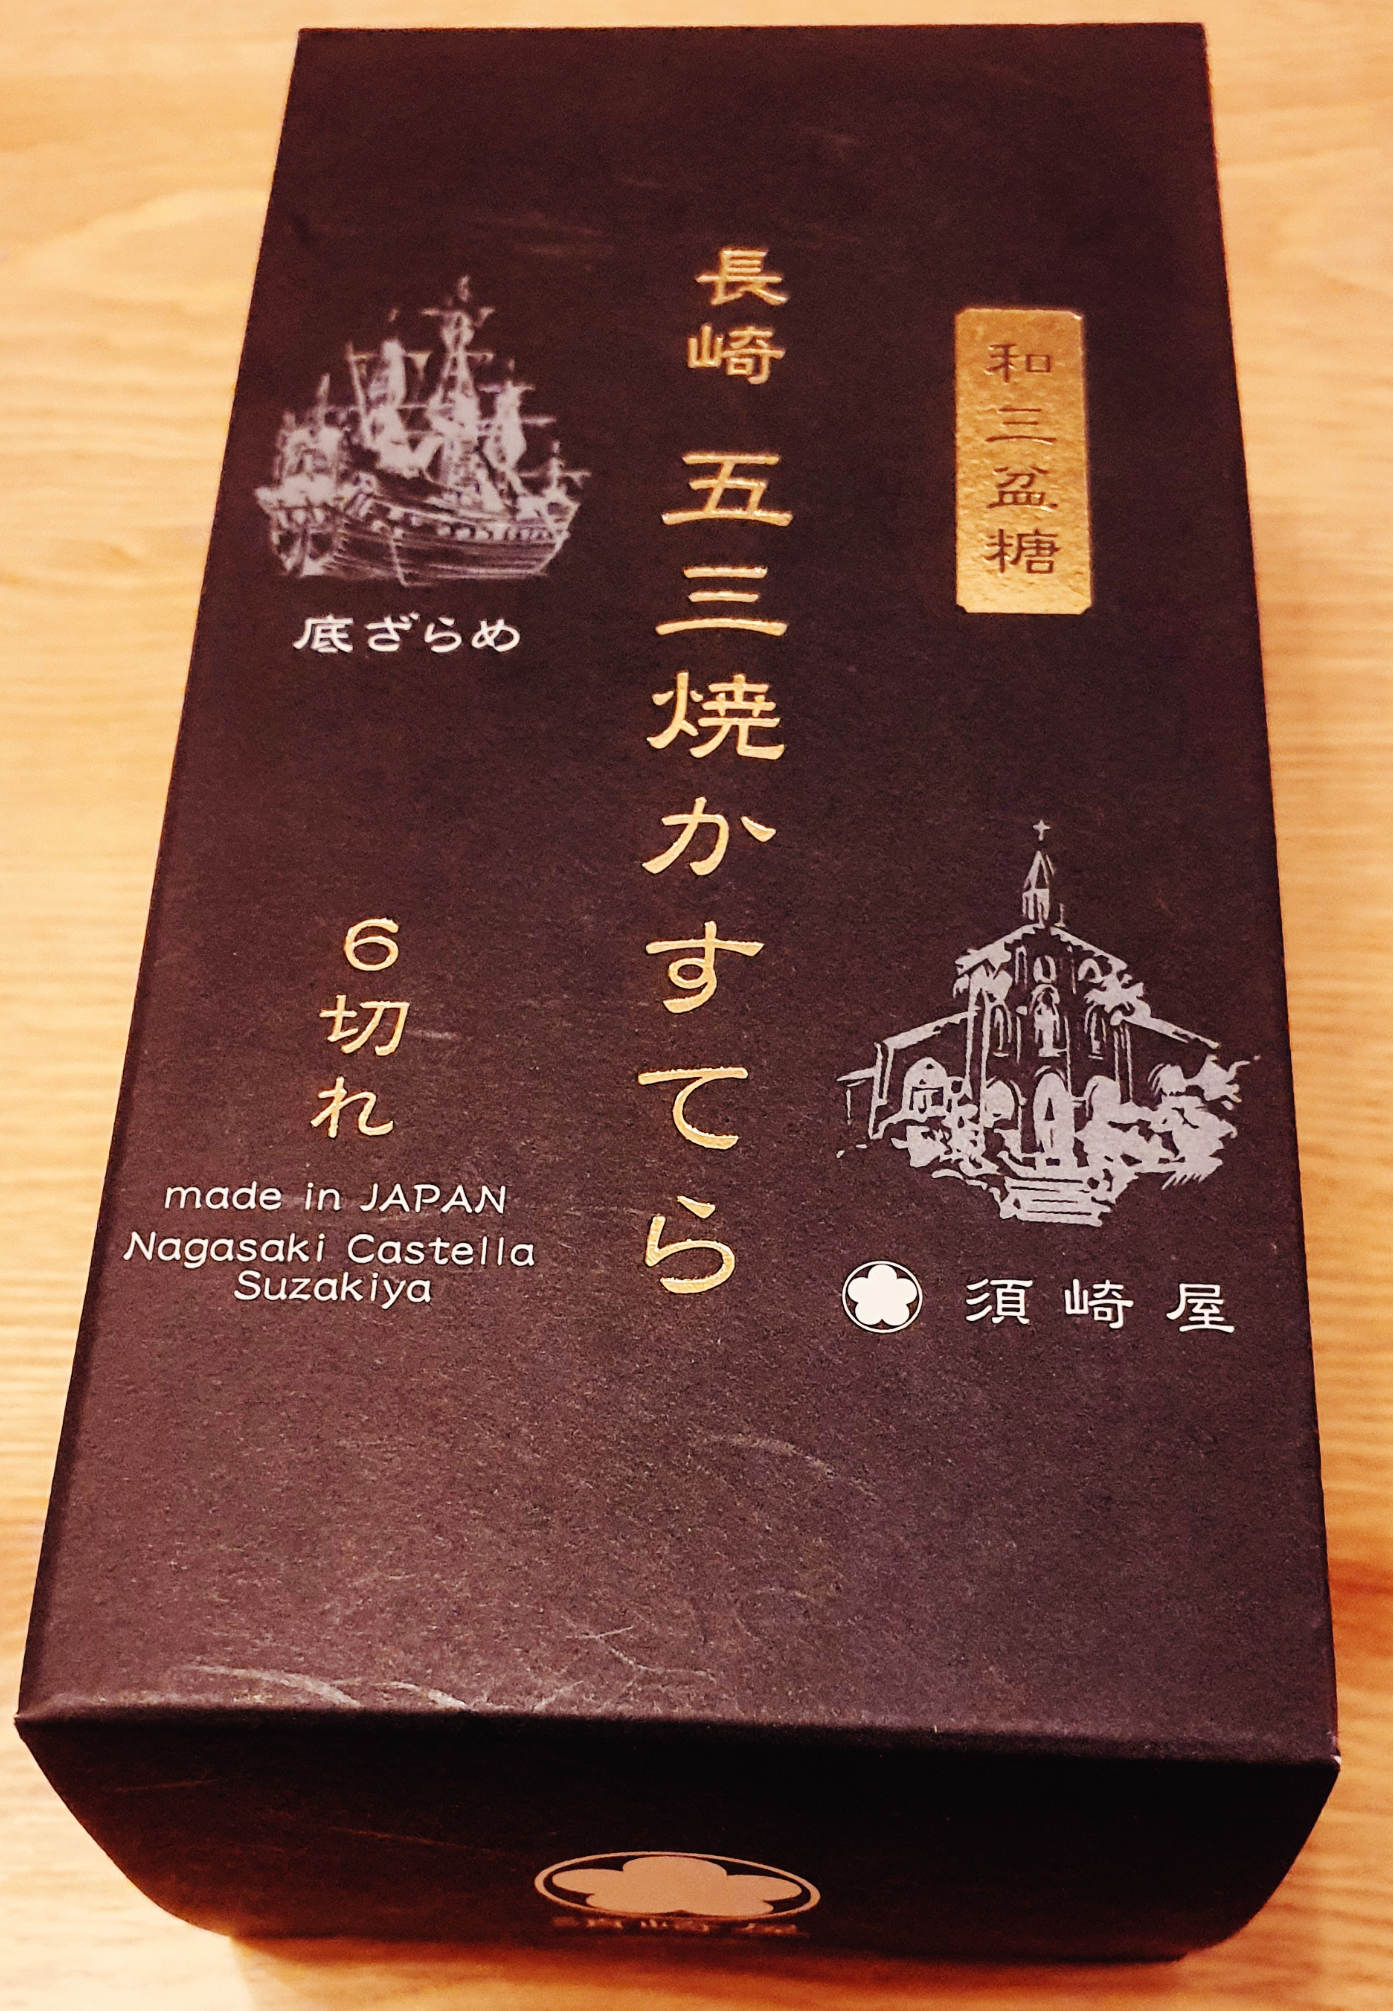 和三盆糖
長崎 五三焼かすてら
底ざらめ
6切れ
made in JAPAN
Nagasaki Castella
Suzakiya
須崎屋